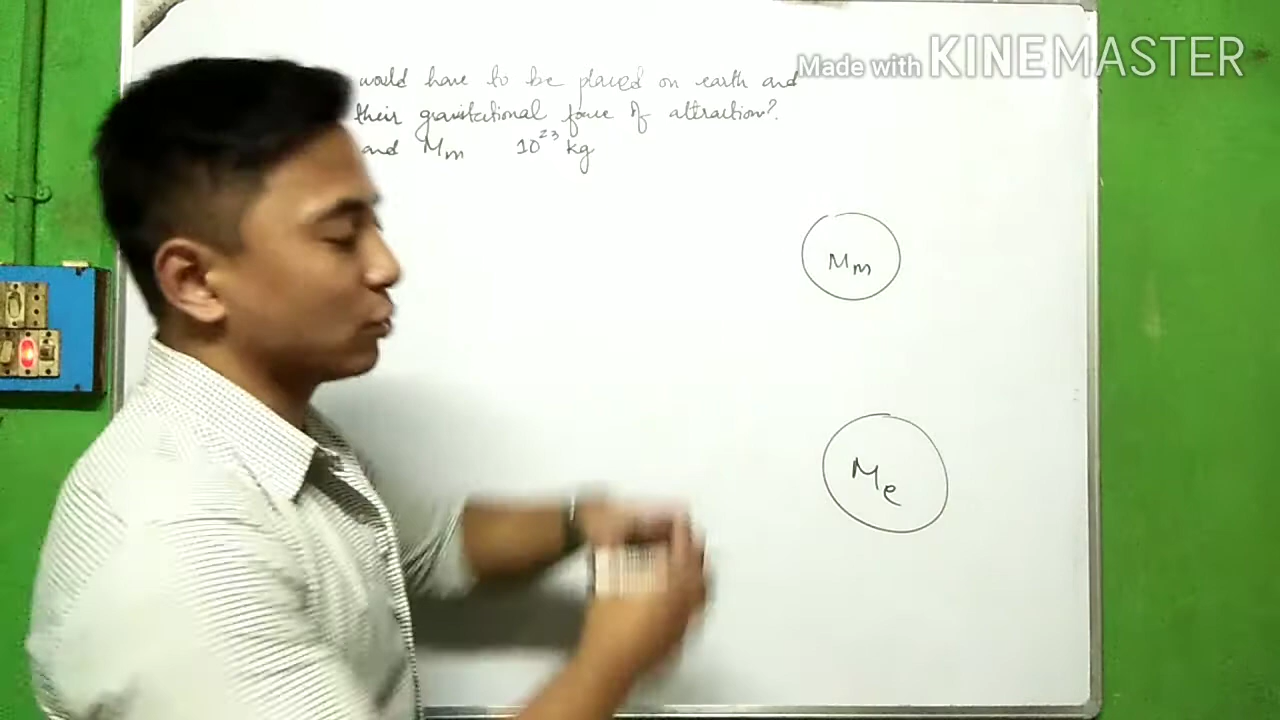 would have to be placed on earth and
their gravitational force of attraction?
and Mm 10²³ kg
Made with KINEMASTER
Mm
Me